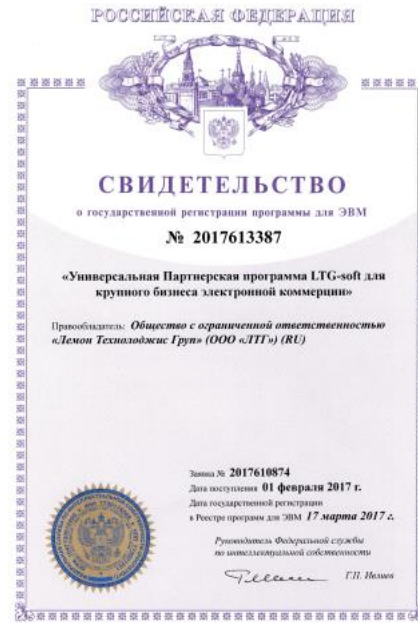 РОССИЙСКАЯ ФЕДЕРАЦИЯ
СВИДЕТЕЛЬСТВО
о государственной регистрации программы для ЭВМ
№ 2017613387
«Универсальная Партнерская программа LTG-soft для
крупного бизнеса электронной коммерции»
Правообладатель: Общество с ограниченной ответственностью
«Лемон Технолоджис Груп» (ООО «ЛТГ») (RU)
Заявка № 2017610874
Дата поступления 01 февраля 2017 г.
Дата государственной регистрации
в Реестре программ для ЭВМ 17 марта 2017 г.
Руководитель Федеральной службы
по интеллектуальной собственности
Г.П. Ивлиев